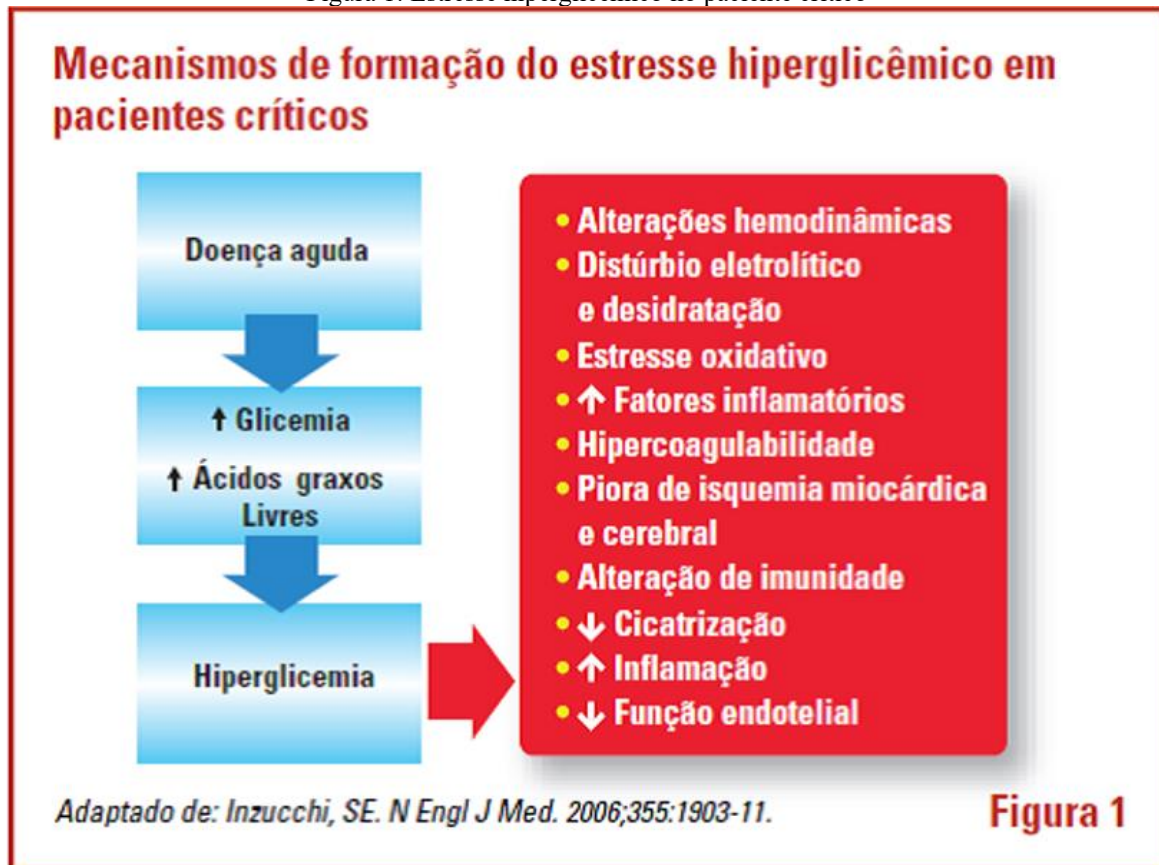 Mecanismos de formação do estresse hiperglicêmico em
pacientes críticos
Doença aguda
↑ Glicemia
↑ Ácidos graxos
Livres
Hiperglicemia
• Alterações hemodinâmicas
• Distúrbio eletrolítico
e desidratação
• Estresse oxidativo
• ↑ Fatores inflamatórios
• Hipercoagulabilidade
• Piora de isquemia miocárdica
e cerebral
• Alteração de imunidade
• ↓ Cicatrização
• ↑ Inflamação
• ↓ Função endotelial
Adaptado de: Inzucchi, SE. N Engl J Med. 2006;355:1903-11.
Figura 1